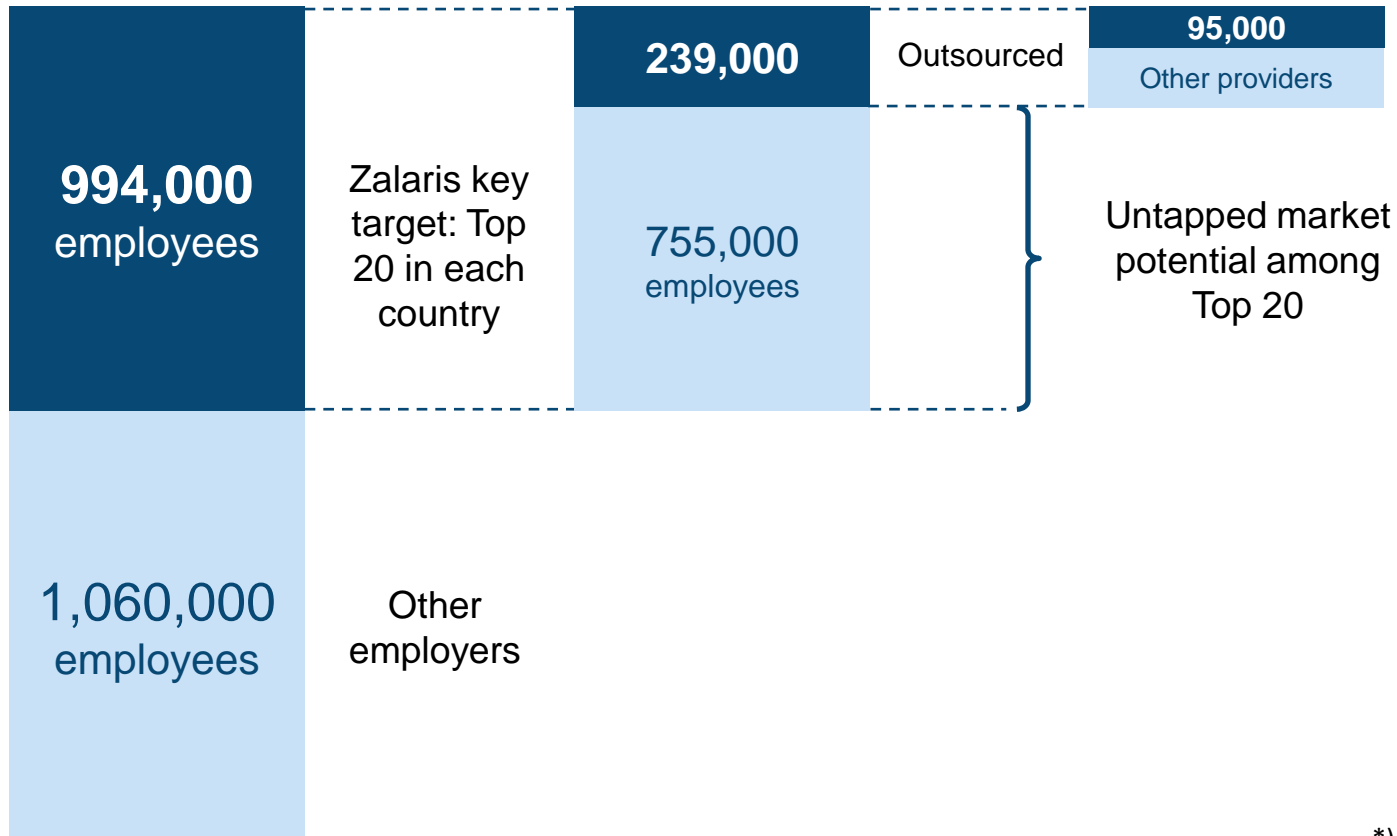 994,000
employees
Zalaris key
target: Top
20 in each
country
239,000
755,000
employees
Outsourced
95,000
Other providers
Untapped market
potential among
Top 20
1,060,000
employees
Other
employers